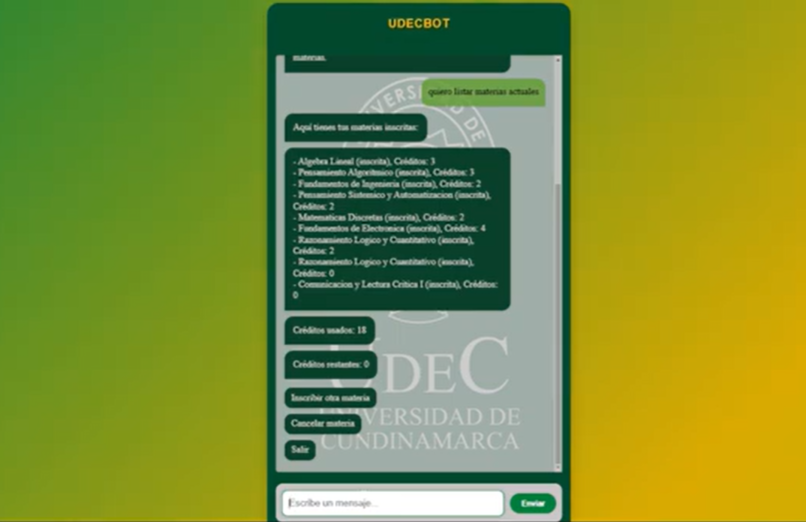 UDECBOT
materias.
quiero listar materias actuales
Aquí tienes tus materias inscritas:
- Algebra Lineal (inscrita), Créditos: 3
- Pensamiento Algoritmico (inscrita), Créditos: 3
- Fundamentos de Ingenieria (inscrita), Créditos: 2
- Pensamiento Sistemico y Automatizacion (inscrita),
Créditos: 2
- Matematicas Discretas (inscrita), Créditos: 2
- Fundamentos de Electronica (inscrita), Créditos: 4
- Razonamiento Logico y Cuantitativo (inscrita),
Créditos: 2
- Razonamiento Logico y Cuantitativo (inscrita),
Créditos: 0
- Comunicacion y Lectura Critica I (inscrita), Créditos:
0
Créditos usados: 18
Créditos restantes: 0
Inscribir otra materia
Cancelar materia
Salir
UDEC
UNIVERSIDAD DE
CUNDINAMARCA
Escribe un mensaje...
Enviar